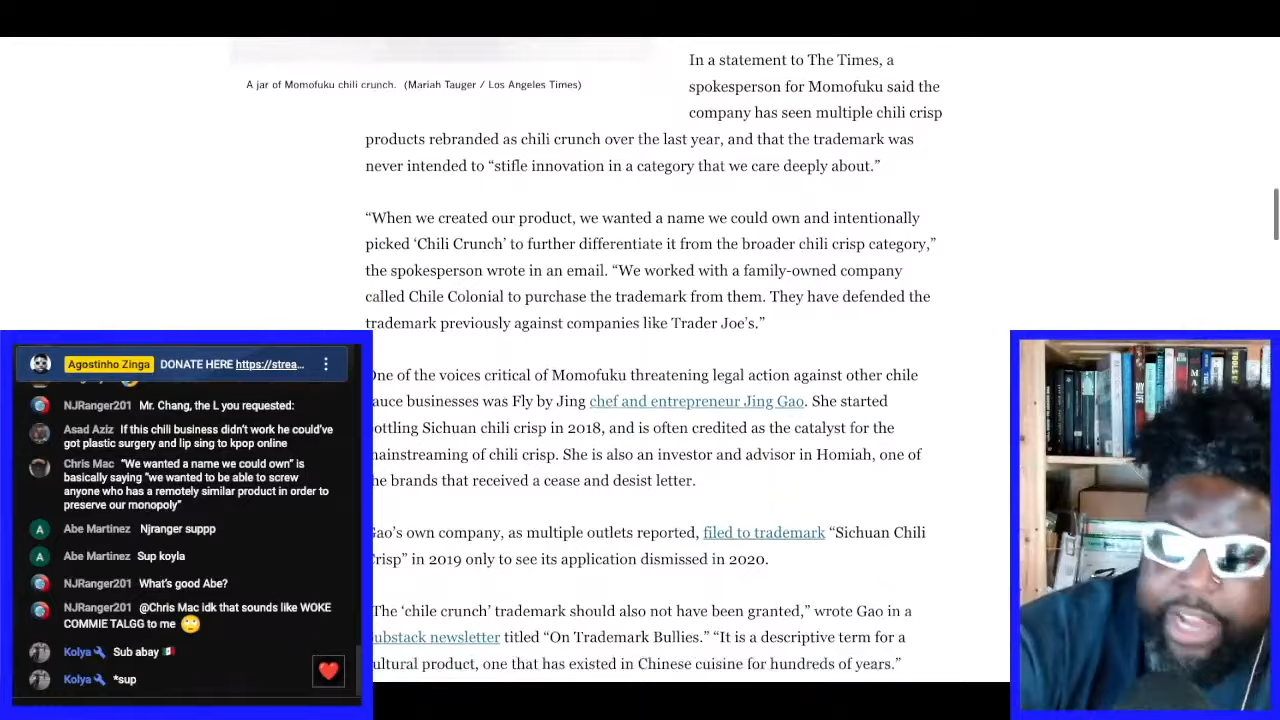 A jar of Momofuku chili crunch. (Mariah Tauger / Los Angeles Times)
In a statement to The Times, a
spokesperson for Momofuku said the
company has seen multiple chili crisp
products rebranded as chili crunch over the last year, and that the trademark was
never intended to “stifle innovation in a category that we care deeply about.”
“When we created our product, we wanted a name we could own and intentionally
picked ‘Chili Crunch’ to further differentiate it from the broader chili crisp category,”
the spokesperson wrote in an email. “We worked with a family-owned company
called Chile Colonial to purchase the trademark from them. They have defended the
trademark previously against companies like Trader Joe's.”
One of the voices critical of Momofuku threatening legal action against other chile
sauce businesses was Fly by Jing chef and entrepreneur Jing Gao. She started
bottling Sichuan chili crisp in 2018, and is often credited as the catalyst for the
mainstreaming of chili crisp. She is also an investor and advisor in Homiah, one of
the brands that received a cease and desist letter.
Gao's own company, as multiple outlets reported, filed to trademark “Sichuan Chili
Crisp” in 2019 only to see its application dismissed in 2020.
“The ‘chile crunch’ trademark should also not have been granted,” wrote Gao in a
Substack newsletter titled “On Trademark Bullies.” “It is a descriptive term for a
cultural product, one that has existed in Chinese cuisine for hundreds of years.”
Agostinho Zinga DONATE HERE https://strea...
NJRanger201 Mr. Chang, the L you requested:
Asad Aziz If this chili business didn't work he could've
got plastic surgery and lip sing to kpop online
Chris Mac “We wanted a name we could own” is
basically saying “we wanted to be able to screw
anyone who has a remotely similar product in order to
preserve our monopoly”
A Abe Martinez Njranger suppp
A Abe Martinez Sup koyla
NJRanger201 What's good Abe?
NJRanger201 @Chris Mac idk that sounds like WOKE
COMMIE TALGG to me 🙄
Kolya Sub abay 🇲🇽
Kolya *sup